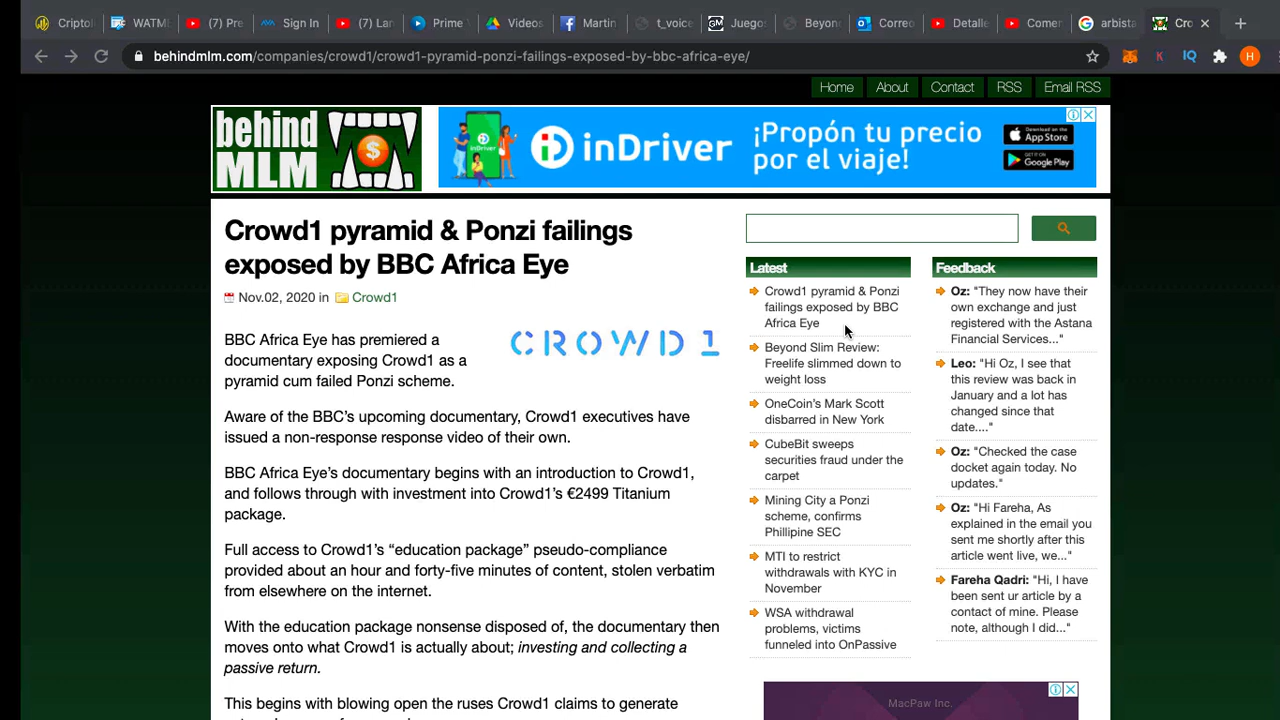 Criptol
WATM
(7) Pre
Sign In
(7) Lar
Prime
Videos
Martin
t_voice
GM
Juegos
Beyon
Correo
Detalle
Comer
arbista
Cro
behindmlm.com/companies/crowd1/crowd1-pyramid-ponzi-failings-exposed-by-bbc-africa-eye/
K
IQ
H
Home About Contact RSS Email RSS
behind
MLM
$
inDriver
¡Propón tu precio
por el viaje!
Download on the
App Store
GET IT ON
Google Play
Crowd1 pyramid & Ponzi failings
exposed by BBC Africa Eye
Nov.02, 2020 in Crowd1
CROWD1
BBC Africa Eye has premiered a
documentary exposing Crowd1 as a
pyramid cum failed Ponzi scheme.
Aware of the BBC's upcoming documentary, Crowd1 executives have
issued a non-response response video of their own.
BBC Africa Eye's documentary begins with an introduction to Crowd1,
and follows through with investment into Crowd1's €2499 Titanium
package.
Full access to Crowd1's “education package” pseudo-compliance
provided about an hour and forty-five minutes of content, stolen verbatim
from elsewhere on the internet.
With the education package nonsense disposed of, the documentary then
moves onto what Crowd1 is actually about; investing and collecting a
passive return.
This begins with blowing open the ruses Crowd1 claims to generate
Latest
Crowd1 pyramid & Ponzi
failings exposed by BBC
Africa Eye
Beyond Slim Review:
Freelife slimmed down to
weight loss
OneCoin's Mark Scott
disbarred in New York
CubeBit sweeps
securities fraud under the
carpet
Mining City a Ponzi
scheme, confirms
Phillipine SEC
MTI to restrict
withdrawals with KYC in
November
WSA withdrawal
problems, victims
funneled into OnPassive
Feedback
Oz: "They now have their
own exchange and just
registered with the Astana
Financial Services..."
Leo: "Hi Oz, I see that
this review was back in
January and a lot has
changed since that
date...."
Oz: "Checked the case
docket again today. No
updates."
Oz: "Hi Fareha, As
explained in the email you
sent me shortly after this
article went live, we..."
Fareha Qadri: "Hi, I have
been sent ur article by a
contact of mine. Please
note, although I did..."
MacPaw Inc.